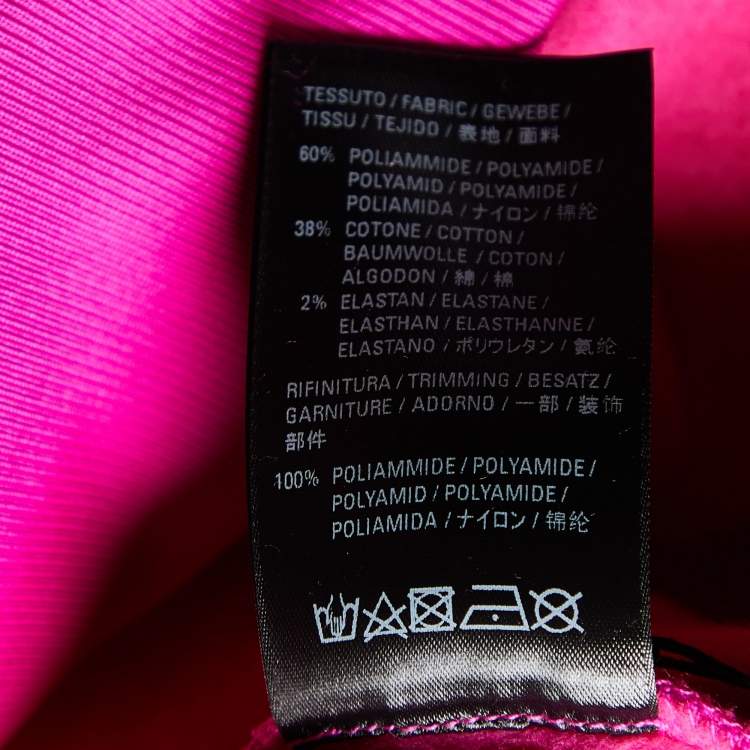 TESSUTO / FABRIC / GEWEBE /
TISSU / TEJIDO / 表地 / 面料
60% POLIAMMIDE / POLYAMIDE /
POLYAMID / POLYAMIDE /
POLIAMIDA / ナイロン / 锦纶
38% COTONE / COTTON /
BAUMWOLLE / COTON /
ALGODON / 綿 / 棉
2% ELASTAN / ELASTANE /
ELASTHAN / ELASTHANNE /
ELASTANO / ポリウレタン / 氨纶
RIFINITURA / TRIMMING / BESATZ /
GARNITURE / ADORNO / 一部 / 装饰
部件
100% POLIAMMIDE / POLYAMIDE /
POLYAMID / POLYAMIDE /
POLIAMIDA / ナイロン / 锦纶